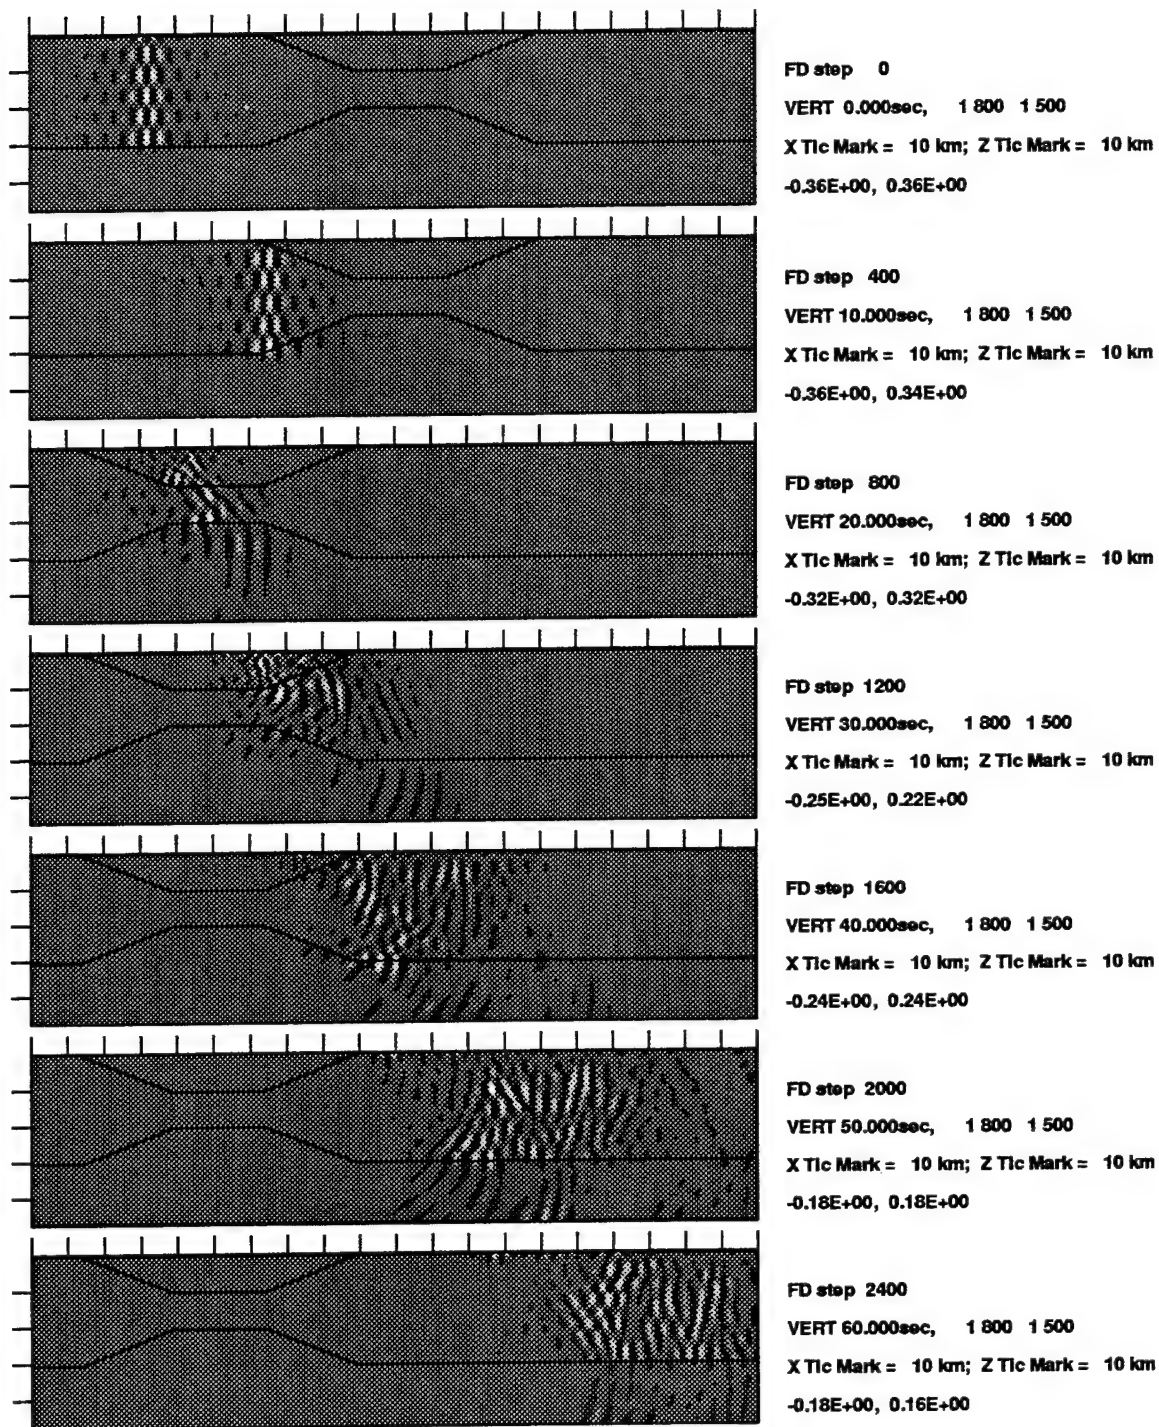 FD step 0
VERT 0.000sec, 1 800 1 500
X Tic Mark = 10 km; Z Tic Mark = 10 km
-0.36E+00, 0.36E+00
FD step 400
VERT 10.000sec, 1 800 1 500
X Tic Mark = 10 km; Z Tic Mark = 10 km
-0.36E+00, 0.34E+00
FD step 800
VERT 20.000sec, 1 800 1 500
X Tic Mark = 10 km; Z Tic Mark = 10 km
-0.32E+00, 0.32E+00
FD step 1200
VERT 30.000sec, 1 800 1 500
X Tic Mark = 10 km; Z Tic Mark = 10 km
-0.25E+00, 0.22E+00
FD step 1600
VERT 40.000sec, 1 800 1 500
X Tic Mark = 10 km; Z Tic Mark = 10 km
-0.24E+00, 0.24E+00
FD step 2000
VERT 50.000sec, 1 800 1 500
X Tic Mark = 10 km; Z Tic Mark = 10 km
-0.18E+00, 0.18E+00
FD step 2400
VERT 60.000sec, 1 800 1 500
X Tic Mark = 10 km; Z Tic Mark = 10 km
-0.18E+00, 0.16E+00